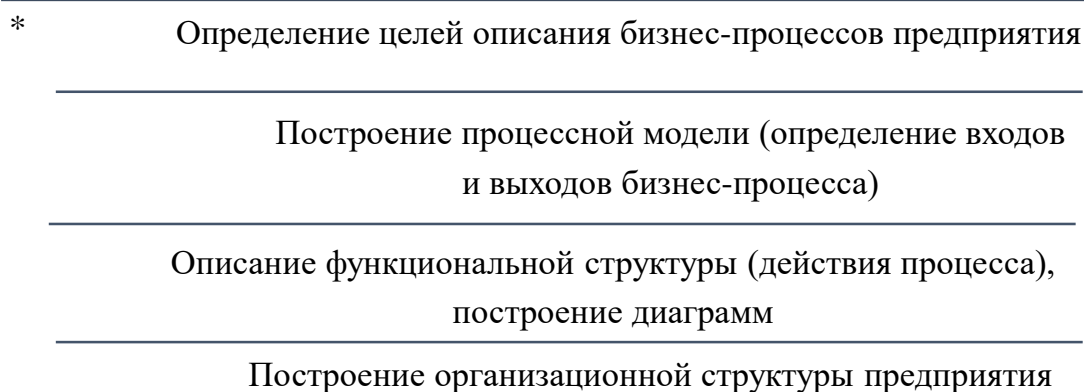 * Определение целей описания бизнес-процессов предприятия
Построение процессной модели (определение входов
и выходов бизнес-процесса)
Описание функциональной структуры (действия процесса),
построение диаграмм
Построение организационной структуры предприятия